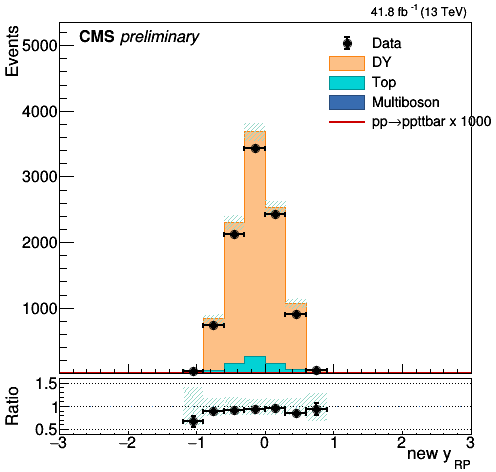 41.8 fb⁻¹ (13 TeV)
CMS preliminary
Events
5000
4000
3000
2000
1000
Data
DY
Top
Multiboson
pp→ppttbar x 1000
Ratio
1.5
1
0.5
−3 −2 −1 0 1 2 3
new y RP